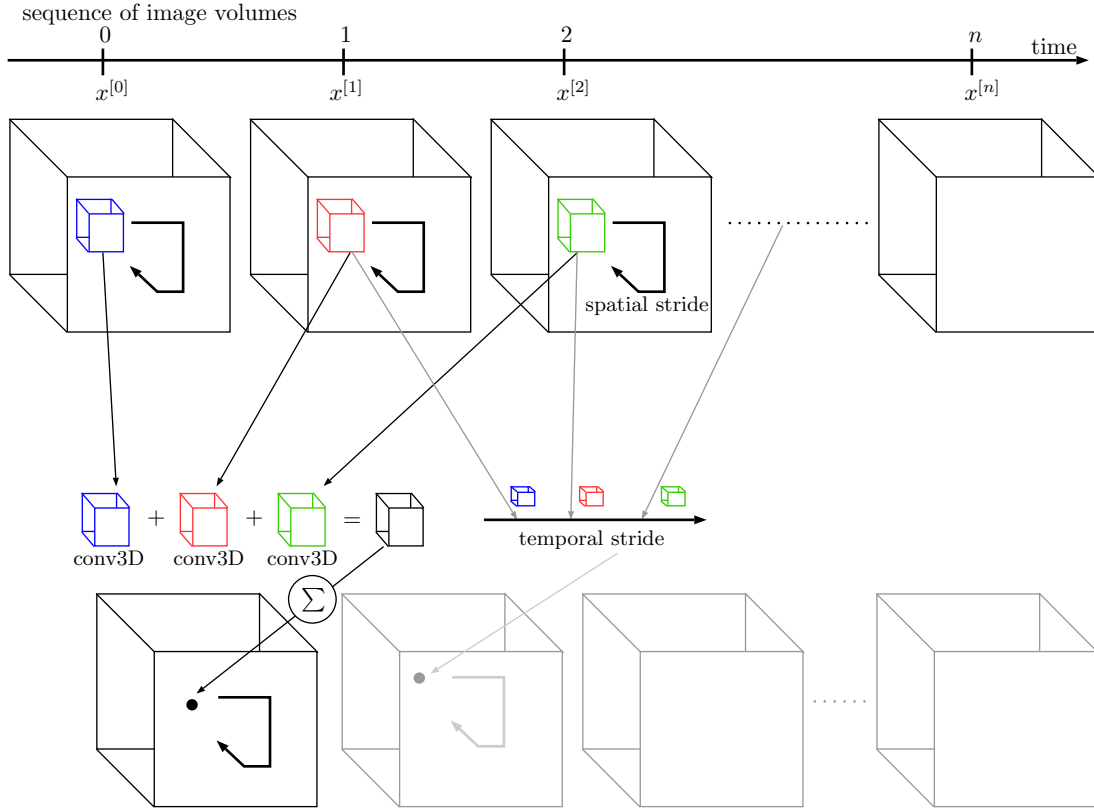 sequence of image volumes
0 1 2 n
time
x^[0] x^[1] x^[2] x^[n]
spatial stride
+ + =
temporal stride
conv3D conv3D conv3D
∑